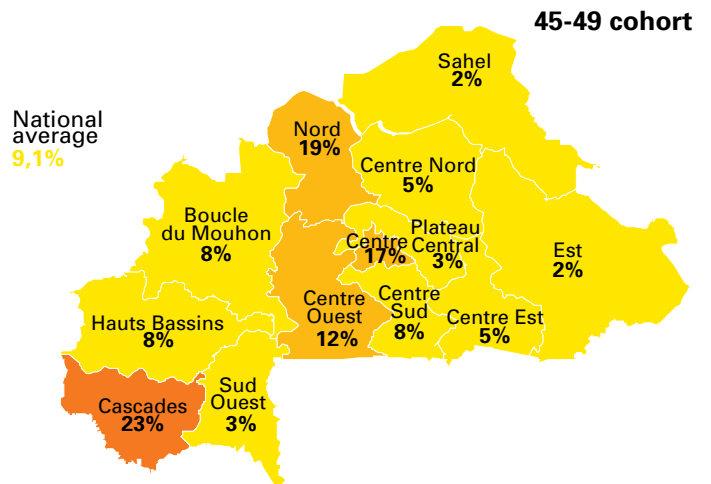 45-49 cohort
National
average
9,1%
Sahel
2%
Nord
19%
Centre Nord
5%
Boucle
du Mouhon
8%
Centre
17%
Plateau
Central
3%
Est
2%
Centre
Ouest
12%
Centre
Sud
8%
Centre Est
5%
Hauts Bassins
8%
Cascades
23%
Sud
Ouest
3%